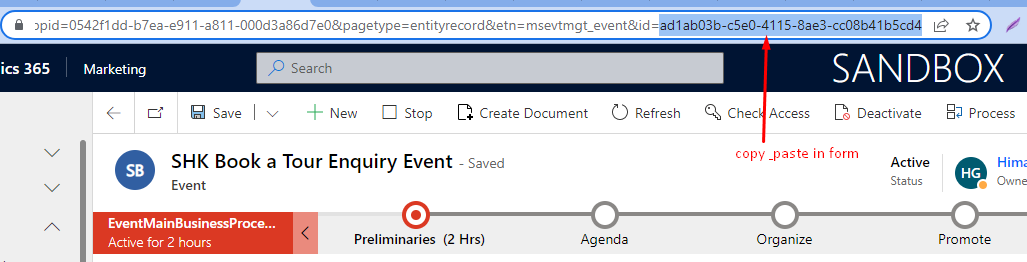 ppid=0542f1dd-b7ea-e911-a811-000d3a86d7e0&pagetype=entityrecord&etn=msevtmgt_event&id=ad1ab03b-c5e0-4115-8ae3-cc08b41b5cd4
ics 365 Marketing Search SANDBOX
Save New Stop Create Document Refresh Check Access Deactivate Process
copy_paste in form
SB SHK Book a Tour Enquiry Event - Saved
Event
Active
Status
HG Hima
Owne
EventMainBusinessProce...
Active for 2 hours
Preliminaries (2 Hrs) Agenda Organize Promote